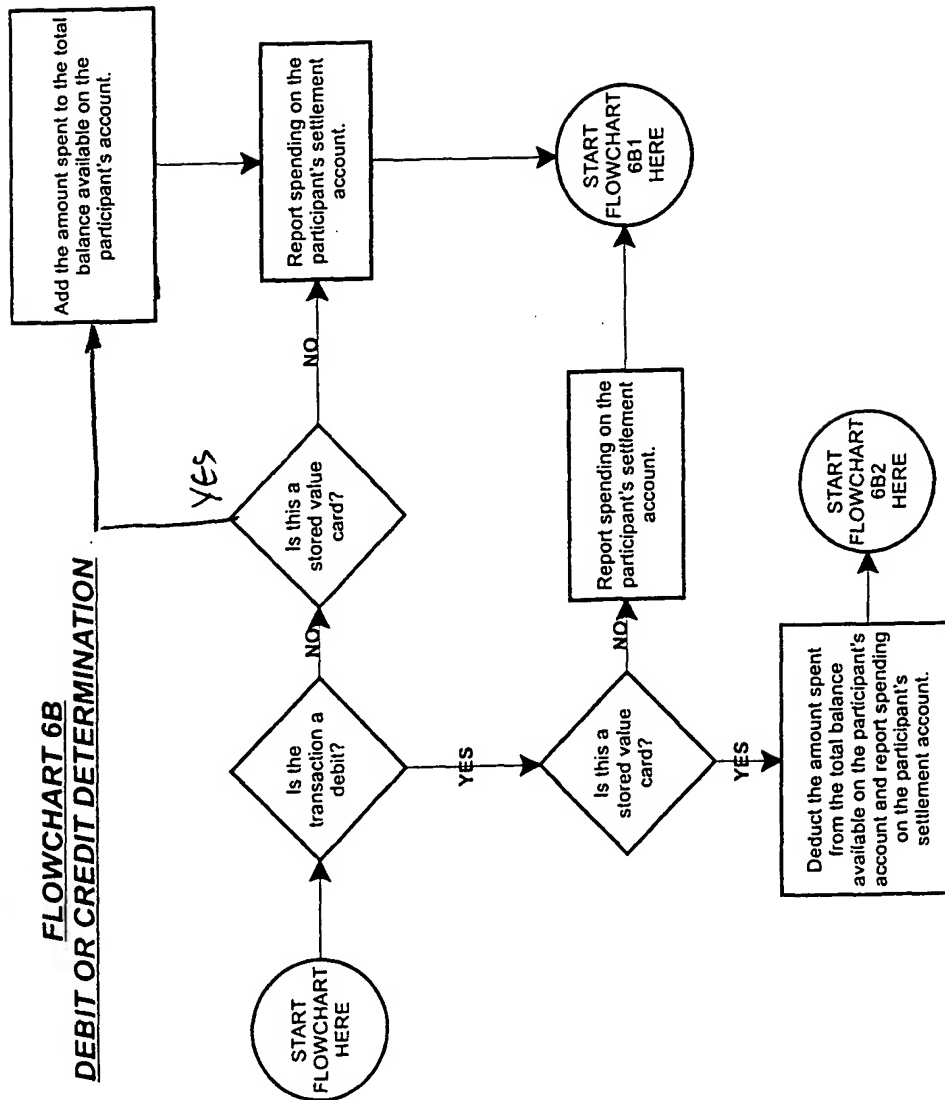 FLOWCHART 6B
DEBIT OR CREDIT DETERMINATION
START
FLOWCHART
HERE
Is the
transaction a
debit?
NO
YES
Is this a
stored value
card?
YES
NO
Add the amount spent to the total
balance available on the
participant's account.
Report spending on the
participant's settlement
account.
Is this a
stored value
card?
NO
YES
Report spending on the
participant's settlement
account.
START
FLOWCHART
6B1
HERE
Deduct the amount spent
from the total balance
available on the participant's
account and report spending
on the participant's
settlement account.
START
FLOWCHART
6B2
HERE